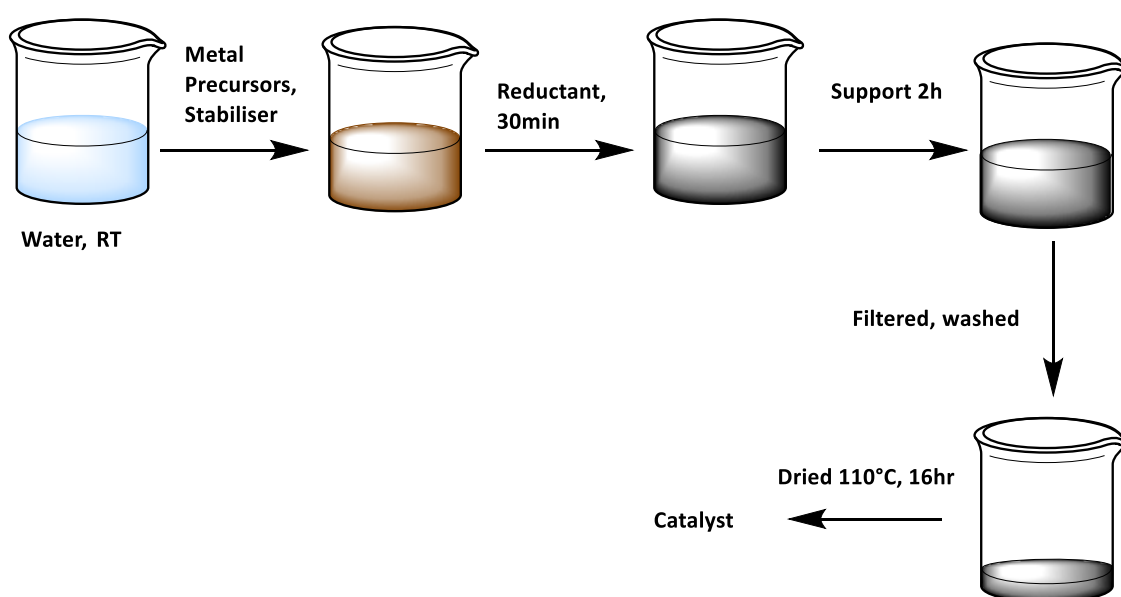 Metal
Precursors,
Stabiliser
Reductant,
30min
Support 2h
Water, RT
Filtered, washed
Dried 110°C, 16hr
Catalyst